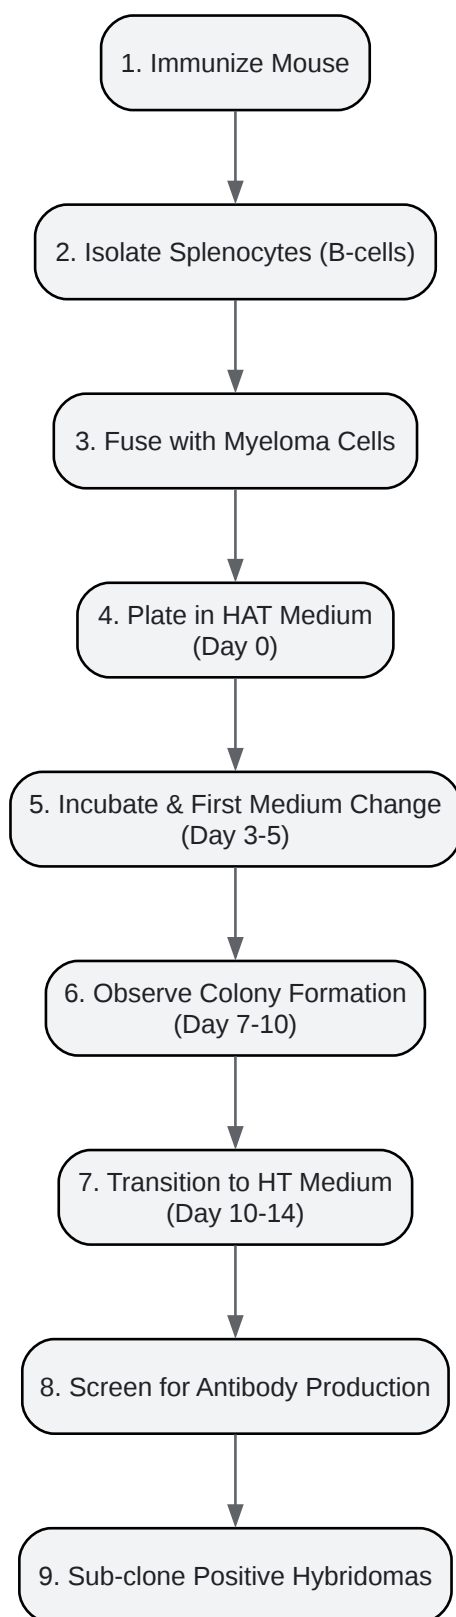 1. Immunize Mouse
2. Isolate Splenocytes (B-cells)
3. Fuse with Myeloma Cells
4. Plate in HAT Medium
(Day 0)
5. Incubate & First Medium Change
(Day 3-5)
6. Observe Colony Formation
(Day 7-10)
7. Transition to HT Medium
(Day 10-14)
8. Screen for Antibody Production
9. Sub-clone Positive Hybridomas